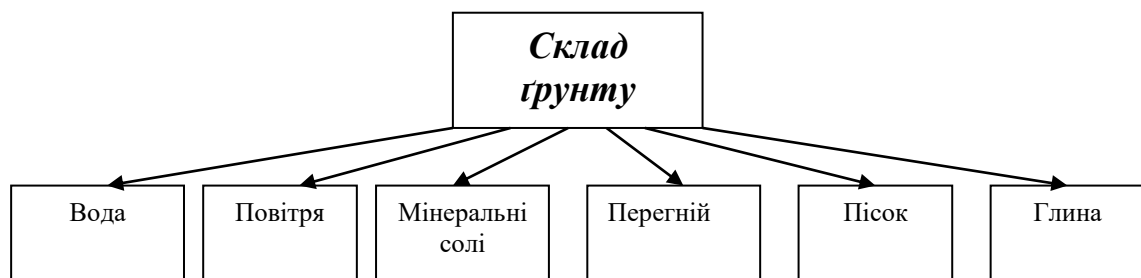 Склад
ґрунту
Вода
Повітря
Мінеральні
солі
Перегній
Пісок
Глина